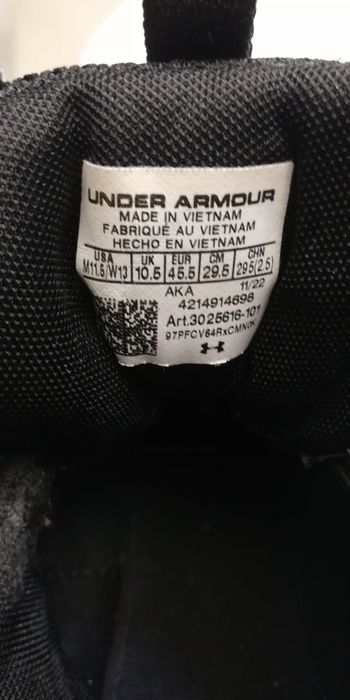 UNDER ARMOUR
MADE IN VIETNAM
FABRIQUÉ AU VIETNAM
HECHO EN VIETNAM
USA UK EUR CM CHN
M11.5/W13 10.5 45.5 29.5 295(2.5)
AKA 11/22
4214914698
Art.3025616-101
97PFCV64RxCMN0K